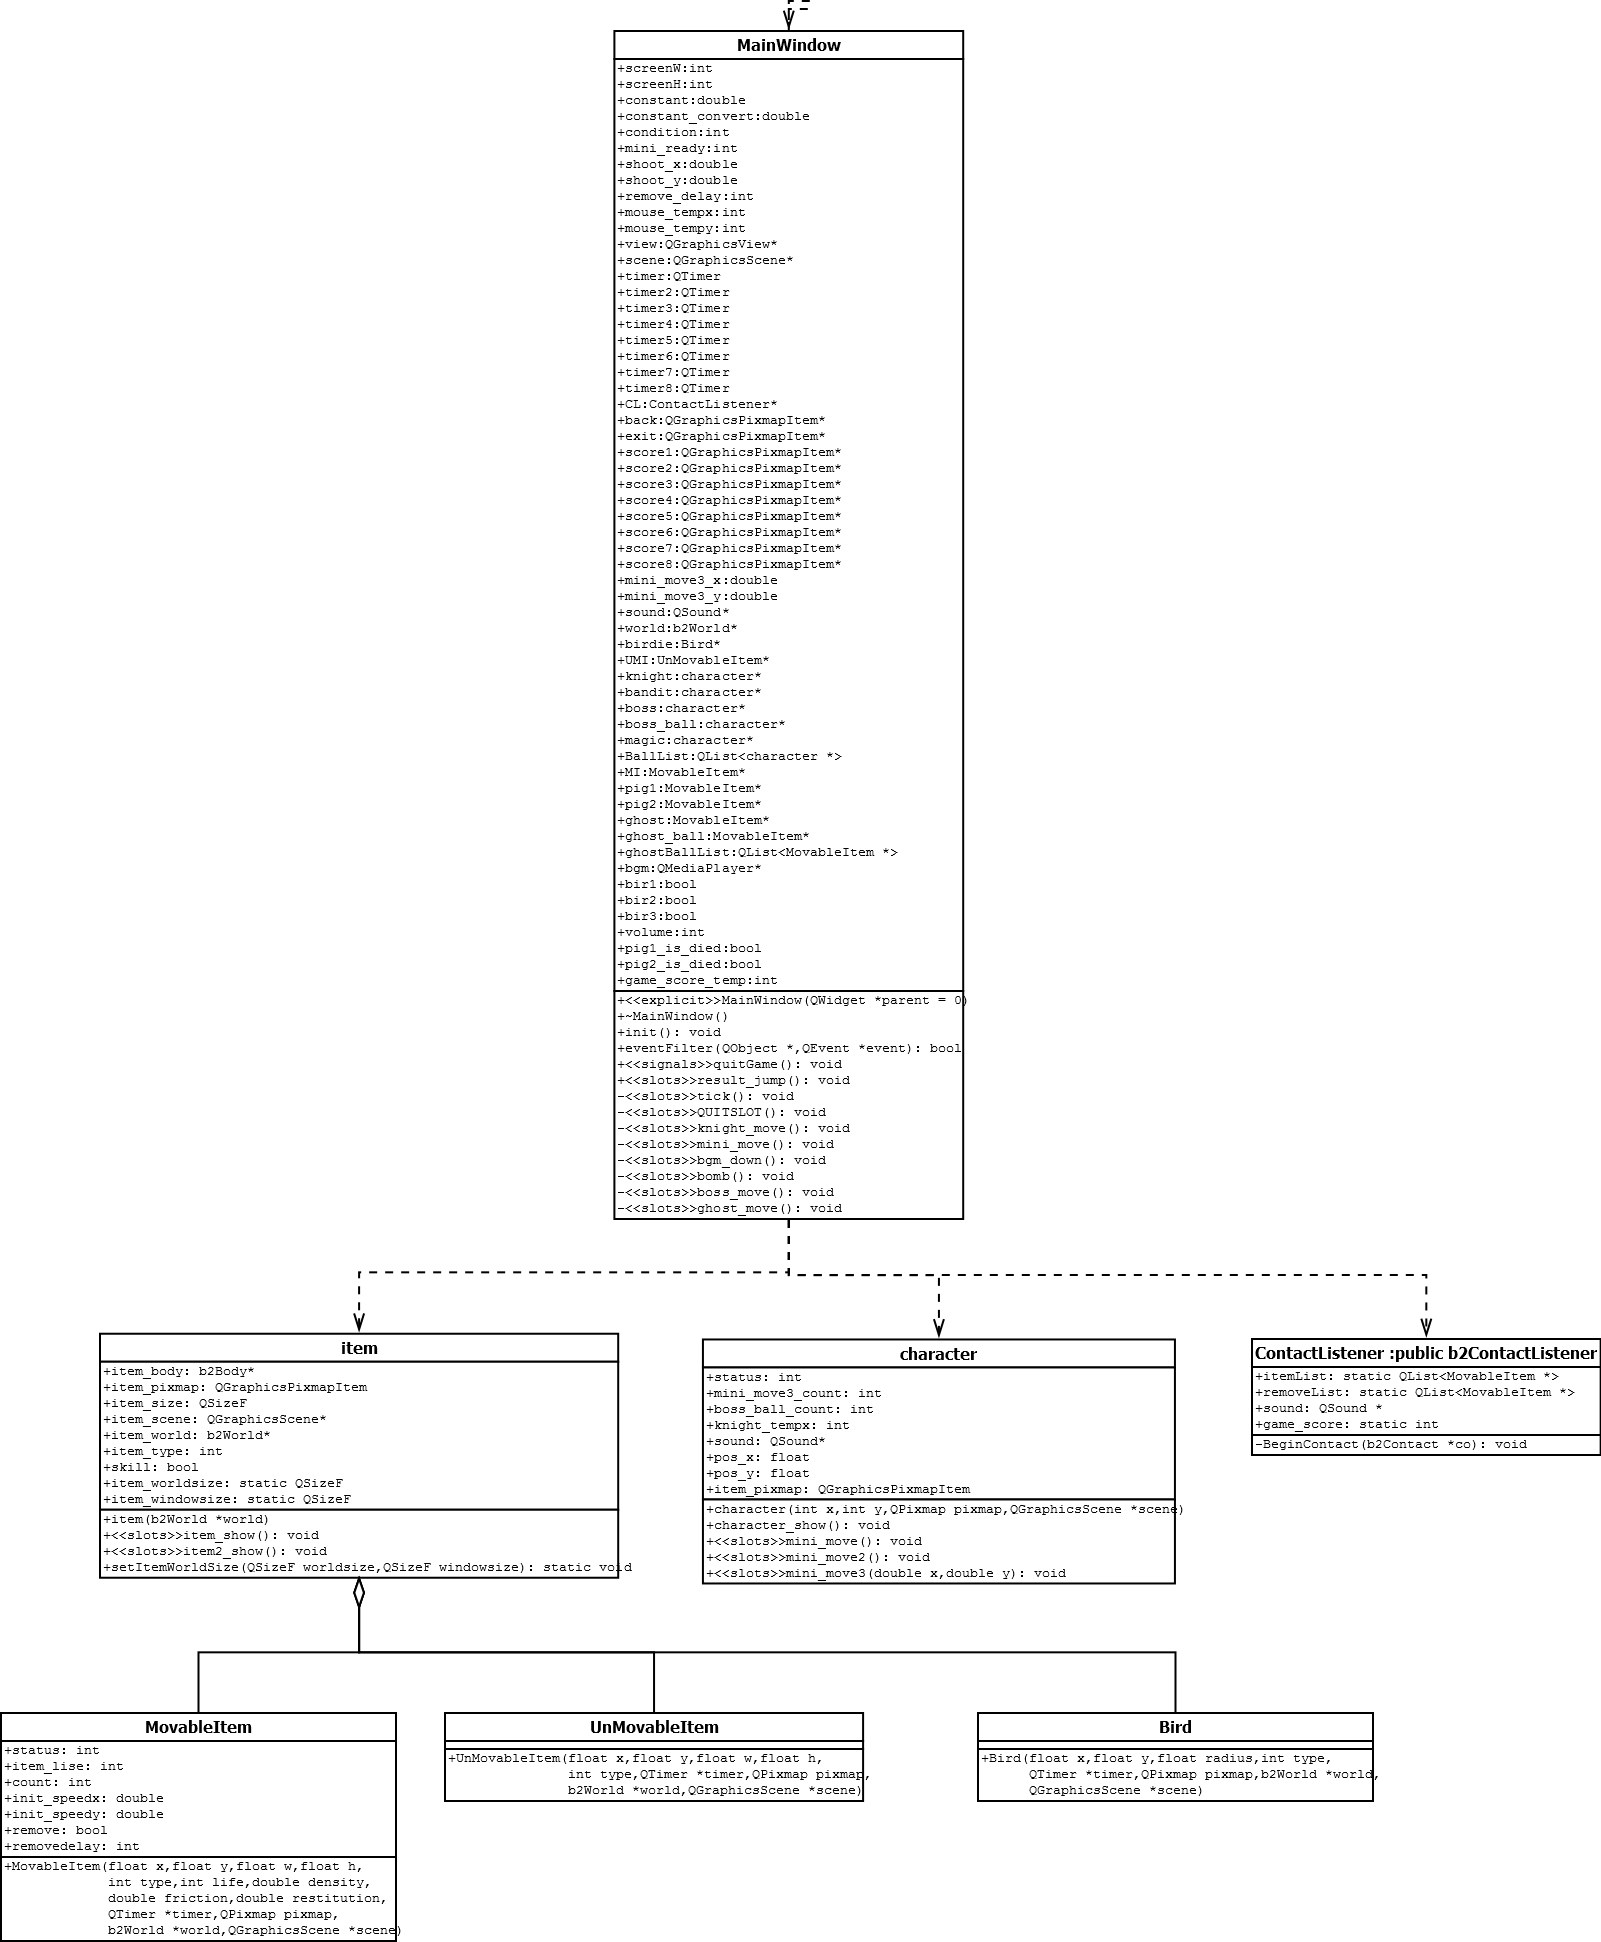 MainWindow
+screenW:int
+screenH:int
+constant:double
+constant_convert:double
+condition:int
+mini_ready:int
+shoot_x:double
+shoot_y:double
+remove_delay:int
+mouse_tempx:int
+mouse_tempy:int
+view:QGraphicsView*
+scene:QGraphicsScene*
+timer:QTimer
+timer2:QTimer
+timer3:QTimer
+timer4:QTimer
+timer5:QTimer
+timer6:QTimer
+timer7:QTimer
+timer8:QTimer
+CL:ContactListener*
+back:QGraphicsPixmapItem*
+exit:QGraphicsPixmapItem*
+score1:QGraphicsPixmapItem*
+score2:QGraphicsPixmapItem*
+score3:QGraphicsPixmapItem*
+score4:QGraphicsPixmapItem*
+score5:QGraphicsPixmapItem*
+score6:QGraphicsPixmapItem*
+score7:QGraphicsPixmapItem*
+score8:QGraphicsPixmapItem*
+mini_move3_x:double
+mini_move3_y:double
+sound:QSound*
+world:b2World*
+birdie:Bird*
+UMI:UnMovableItem*
+knight:character*
+bandit:character*
+boss:character*
+boss_ball:character*
+magic:character*
+BallList:QList<character *>
+MI:MovableItem*
+pig1:MovableItem*
+pig2:MovableItem*
+ghost:MovableItem*
+ghost_ball:MovableItem*
+ghostBallList:QList<MovableItem *>
+bgm:QMediaPlayer*
+bir1:bool
+bir2:bool
+bir3:bool
+volume:int
+pig1_is_died:bool
+pig2_is_died:bool
+game_score_temp:int
+<<explicit>>MainWindow(QWidget *parent = 0)
+~MainWindow()
+init(): void
+eventFilter(QObject *,QEvent *event): bool
+<<signals>>quitGame(): void
+<<slots>>result_jump(): void
-<<slots>>tick(): void
-<<slots>>QUITSLOT(): void
-<<slots>>knight_move(): void
-<<slots>>mini_move(): void
-<<slots>>bgm_down(): void
-<<slots>>bomb(): void
-<<slots>>boss_move(): void
-<<slots>>ghost_move(): void
item
+item_body: b2Body*
+item_pixmap: QGraphicsPixmapItem
+item_size: QSizeF
+item_scene: QGraphicsScene*
+item_world: b2World*
+item_type: int
+skill: bool
+item_worldsize: static QSizeF
+item_windowsize: static QSizeF
+item(b2World *world)
+<<slots>>item_show(): void
+<<slots>>item2_show(): void
+setItemWorldSize(QSizeF worldsize,QSizeF windowsize): static void
character
+status: int
+mini_move3_count: int
+boss_ball_count: int
+knight_tempx: int
+sound: QSound*
+pos_x: float
+pos_y: float
+item_pixmap: QGraphicsPixmapItem
+character(int x,int y,QPixmap pixmap,QGraphicsScene *scene)
+character_show(): void
+<<slots>>mini_move(): void
+<<slots>>mini_move2(): void
+<<slots>>mini_move3(double x,double y): void
ContactListener :public b2ContactListener
+itemList: static QList<MovableItem *>
+removeList: static QList<MovableItem *>
+sound: QSound *
+game_score: static int
-BeginContact(b2Contact *co): void
MovableItem
+status: int
+item_lise: int
+count: int
+init_speedx: double
+init_speedy: double
+remove: bool
+removedelay: int
+MovableItem(float x,float y,float w,float h,
int type,int life,double density,
double friction,double restitution,
QTimer *timer,QPixmap pixmap,
b2World *world,QGraphicsScene *scene)
UnMovableItem
+UnMovableItem(float x,float y,float w,float h,
int type,QTimer *timer,QPixmap pixmap,
b2World *world,QGraphicsScene *scene)
Bird
+Bird(float x,float y,float radius,int type,
QTimer *timer,QPixmap pixmap,b2World *world,
QGraphicsScene *scene)